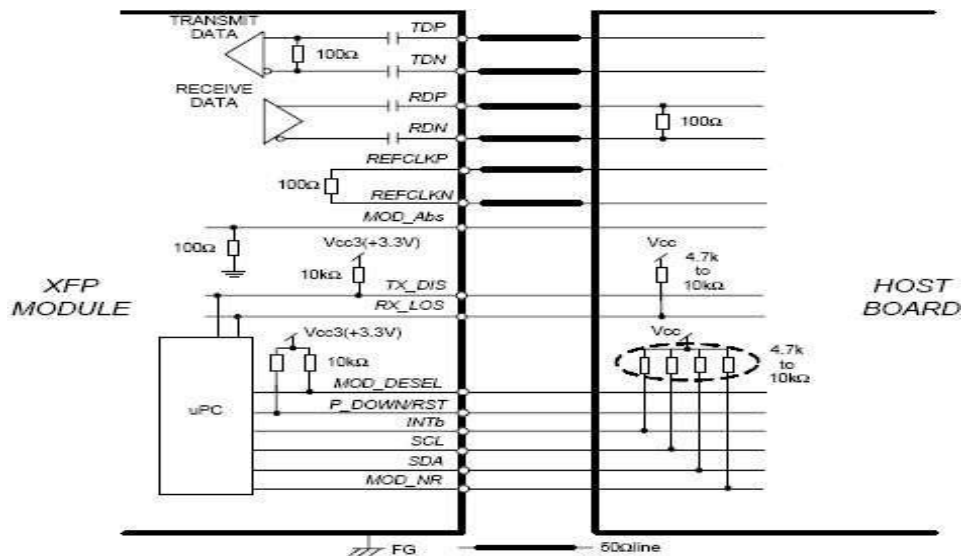 TRANSMIT
DATA
100Ω
TDP
TDN
RECEIVE
DATA
RDP
RDN
100Ω
REFCLKP
100Ω
REFCLKN
MOD_Abs
100Ω
Vcc3(+3.3V)
10kΩ
TX_DIS
RX_LOS
Vcc
4.7k
to
10kΩ
XFP
MODULE
HOST
BOARD
Vcc3(+3.3V)
10kΩ
Vcc
4.7k
to
10kΩ
uPC
MOD_DESEL
P_DOWN/RST
INTb
SCL
SDA
MOD_NR
FG
50Ωline